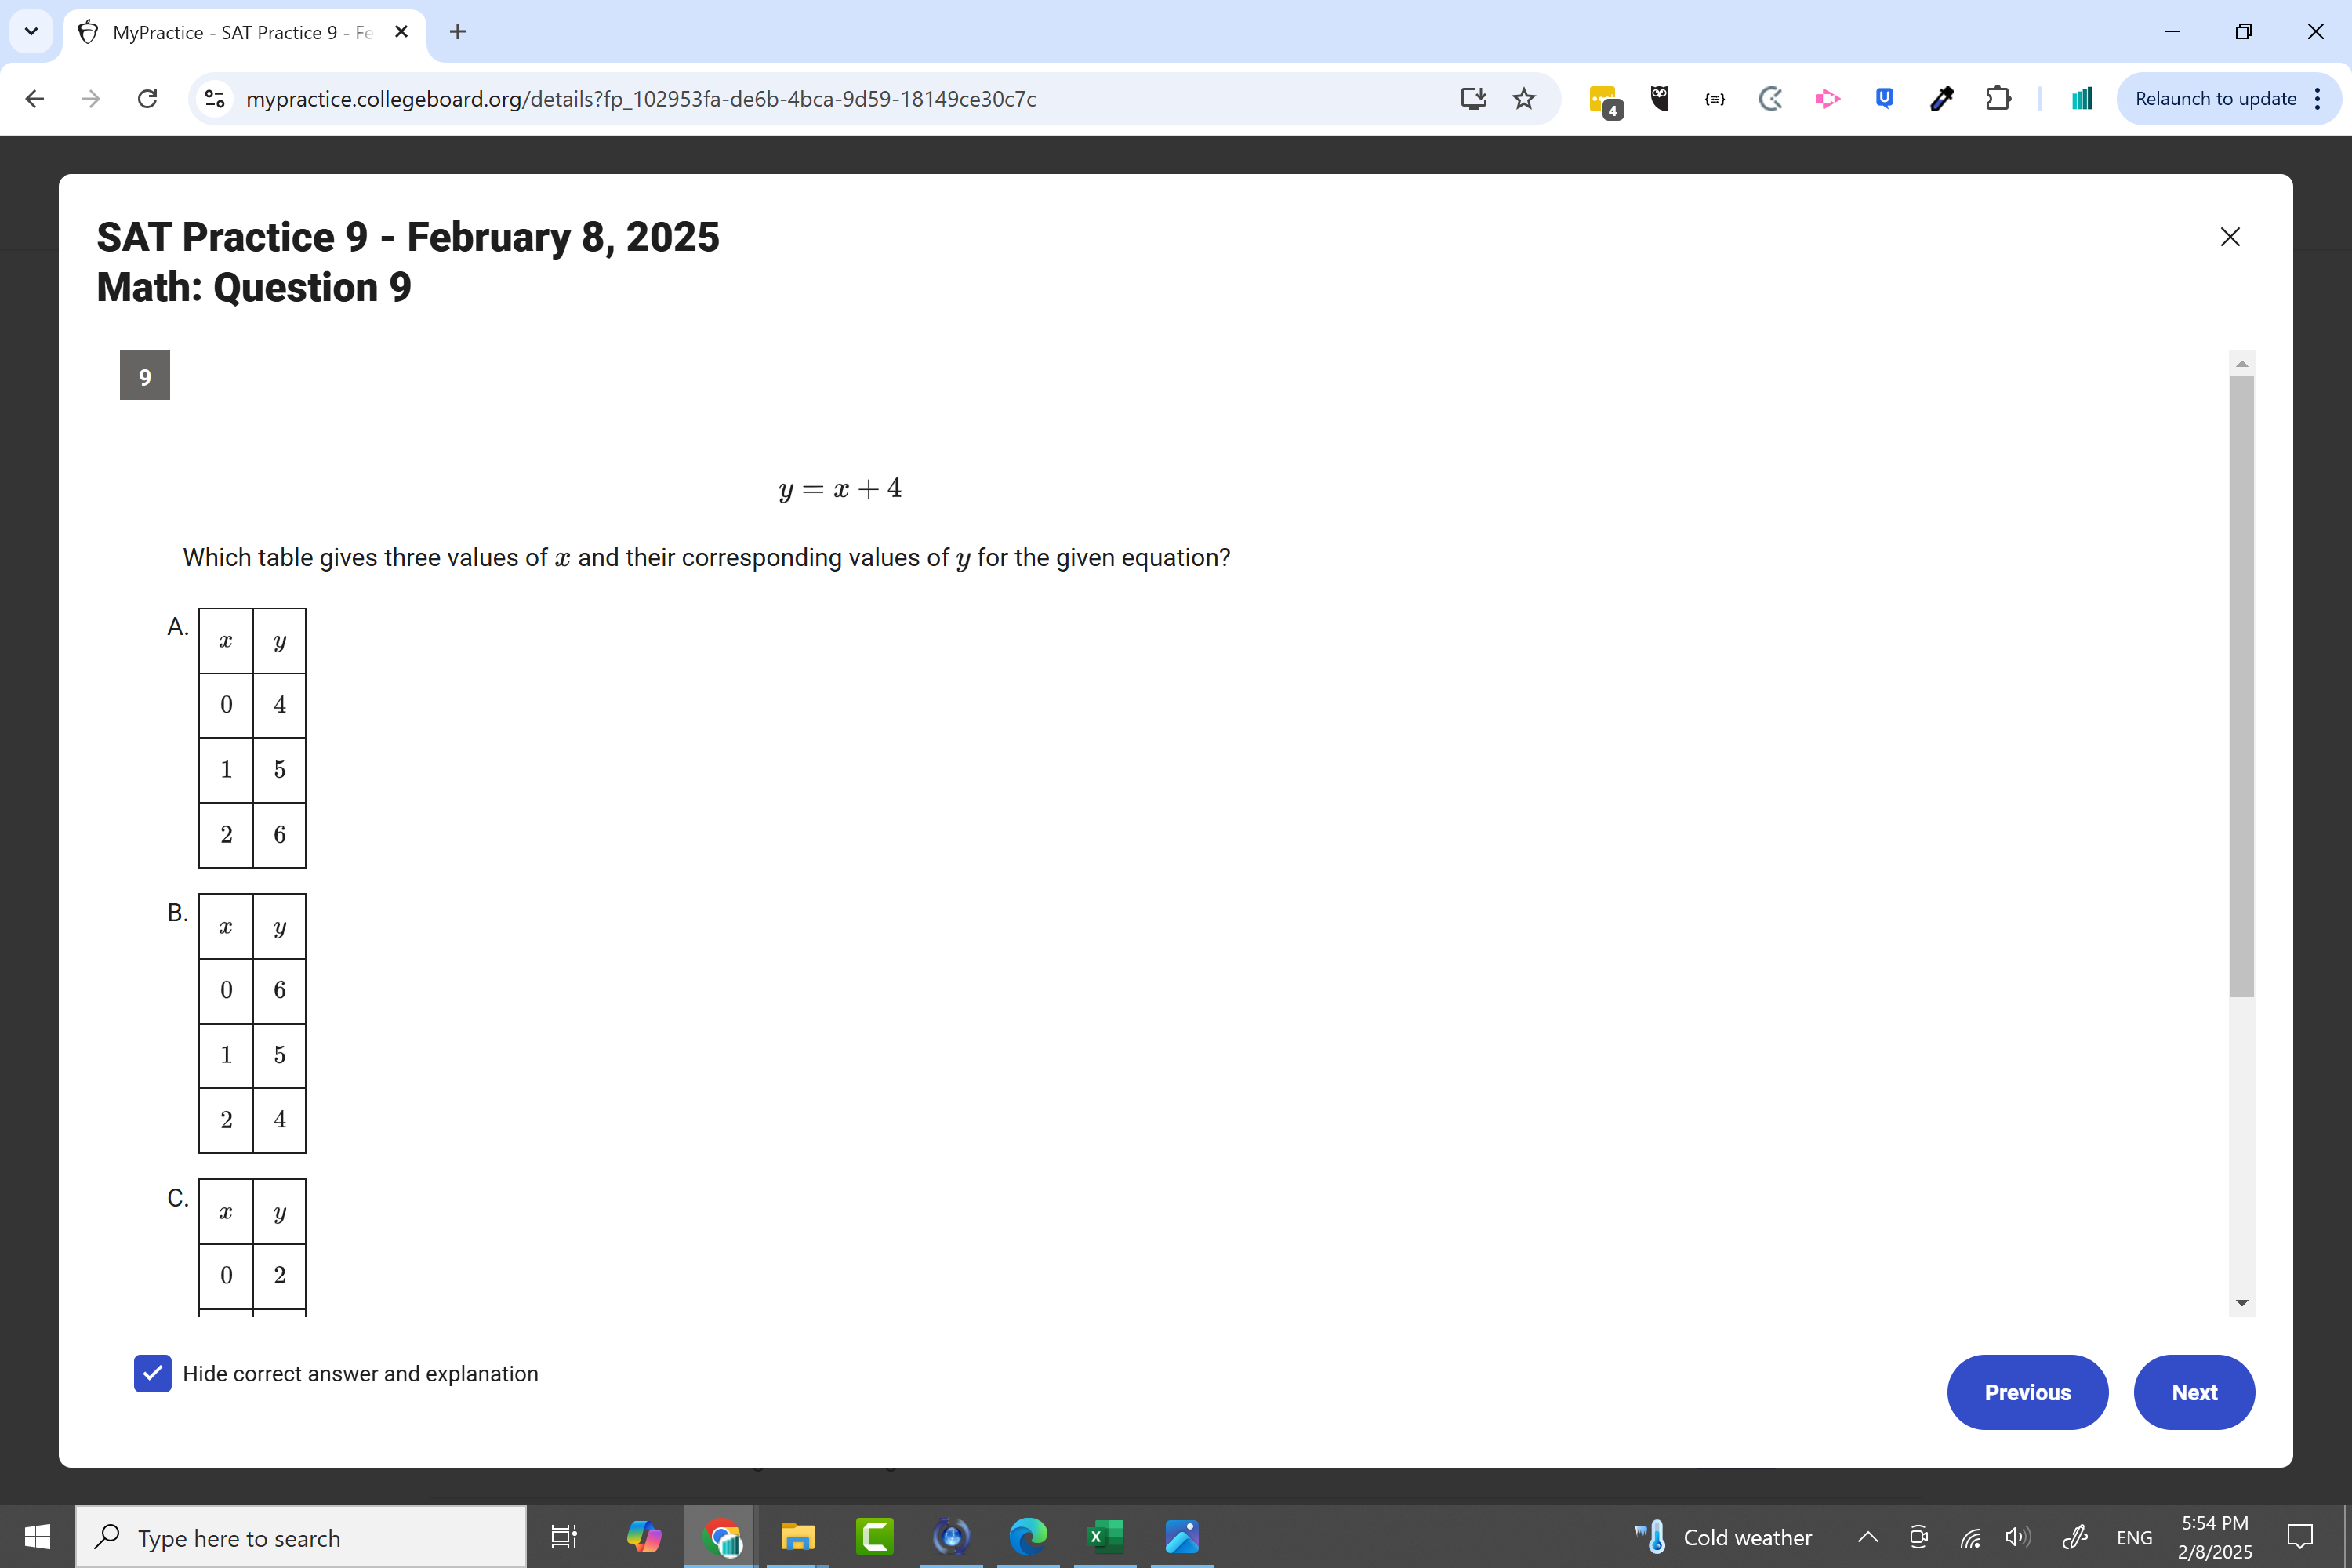 MyPractice - SAT Practice 9 - Fe
mypractice.collegeboard.org/details?fp_102953fa-de6b-4bca-9d59-18149ce30c7c
4
Relaunch to update
SAT Practice 9 - February 8, 2025
Math: Question 9
9
y = x + 4
Which table gives three values of x and their corresponding values of y for the given equation?
A.
x y
0 4
1 5
2 6
B.
x y
0 6
1 5
2 4
C.
x y
0 2
Hide correct answer and explanation
Previous
Next
Type here to search
Cold weather
ENG
5:54 PM
2/8/2025